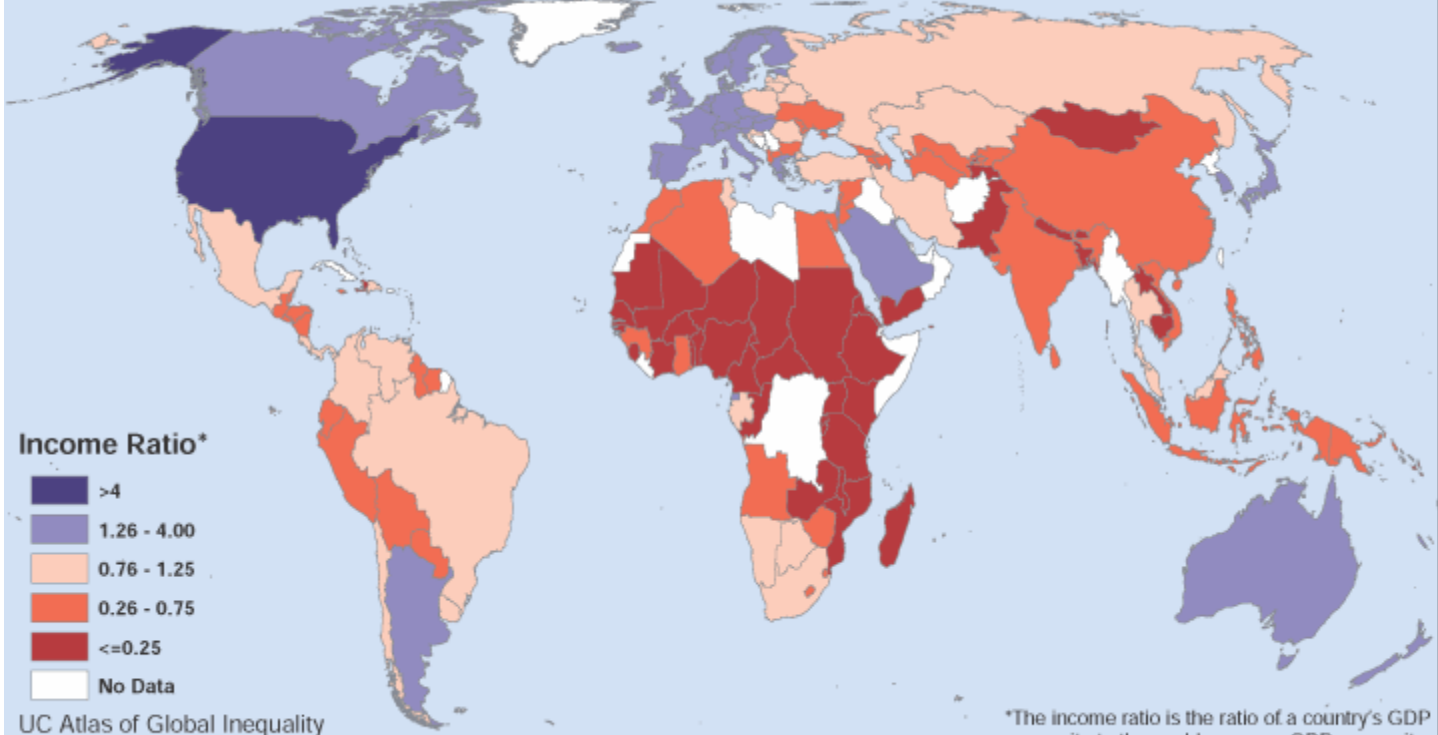 Income Ratio*
>4
1.26 - 4.00
0.76 - 1.25
0.26 - 0.75
<=0.25
No Data
UC Atlas of Global Inequality
*The income ratio is the ratio of a country's GDP